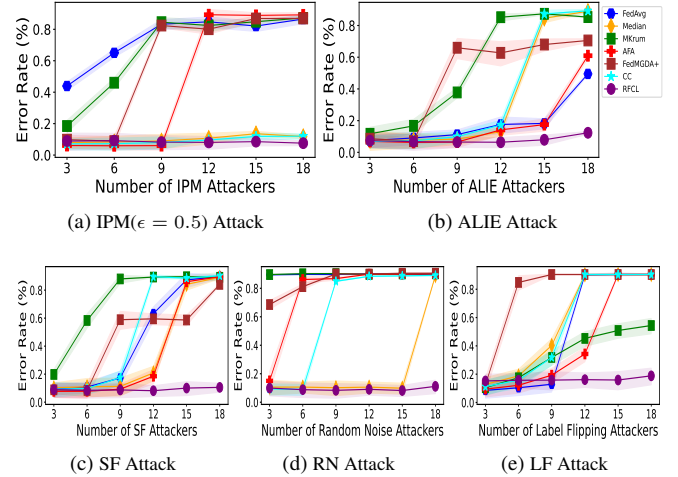 0.8
0.6
0.4
0.2
0.0
Error Rate (%)
3 6 9 12 15 18
Number of IPM Attackers
(a) IPM(ϵ = 0.5) Attack
0.8
0.6
0.4
0.2
0.0
Error Rate (%)
3 6 9 12 15 18
Number of ALIE Attackers
(b) ALIE Attack
FedAvg
Median
MKrum
AFA
FedMGDA+
CC
RFCL
0.8
0.6
0.4
0.2
0.0
Error Rate (%)
3 6 9 12 15 18
Number of SF Attackers
(c) SF Attack
0.8
0.6
0.4
0.2
0.0
Error Rate (%)
3 6 9 12 15 18
Number of Random Noise Attackers
(d) RN Attack
0.8
0.6
0.4
0.2
0.0
Error Rate (%)
3 6 9 12 15 18
Number of Label Flipping Attackers
(e) LF Attack